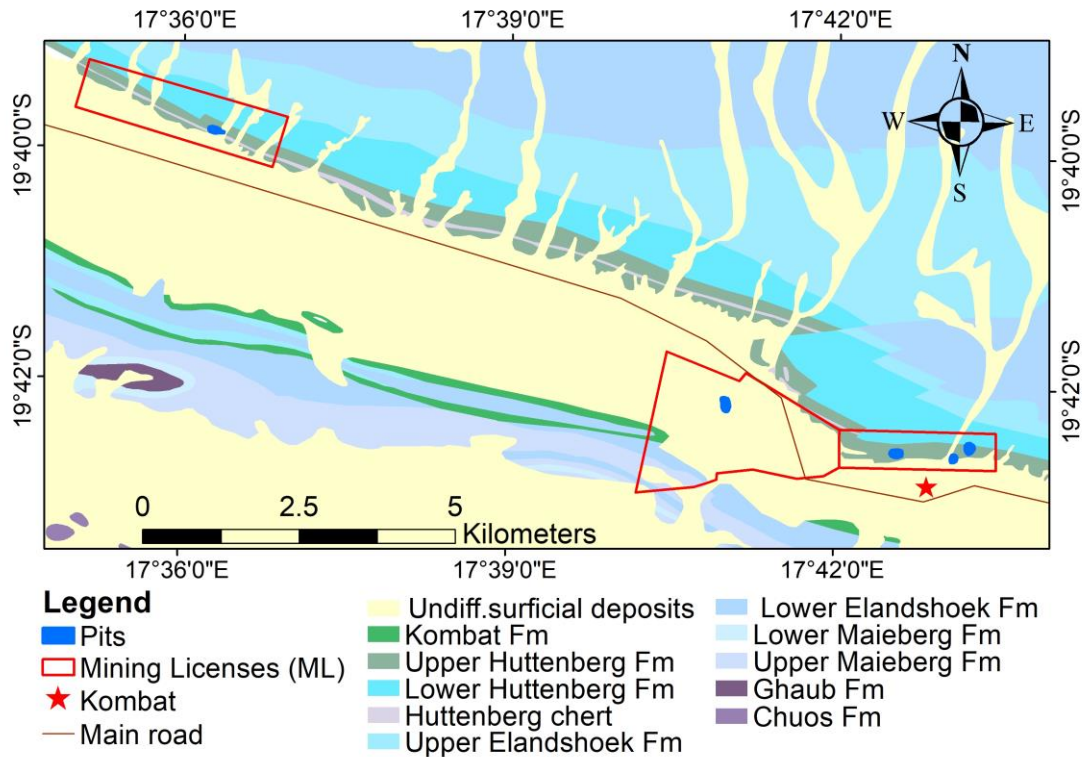 17°36'0"E 17°39'0"E 17°42'0"E
N
W E
S
19°40'0"S 19°40'0"S
19°42'0"S 19°42'0"S
0 2.5 5
Kilometers
17°36'0"E 17°39'0"E 17°42'0"E
Legend
Pits
Mining Licenses (ML)
Kombat
Main road
Undiff.surficial deposits
Kombat Fm
Upper Huttenberg Fm
Lower Huttenberg Fm
Huttenberg chert
Upper Elandshoek Fm
Lower Elandshoek Fm
Lower Maieberg Fm
Upper Maieberg Fm
Ghaub Fm
Chuos Fm